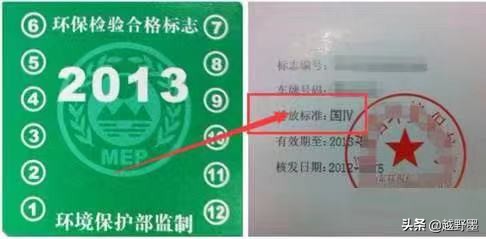 环保检验合格标志
⑥ ⑦
2013
⑤ ⑧
④ ⑨
③ ⑩
MEP
② ⑪
① ⑫
环境保护部监制
标志编号:
车牌号码:
放标准: 国Ⅳ
有效期至: 2013
核发日期: 2012
头条 @越野墨